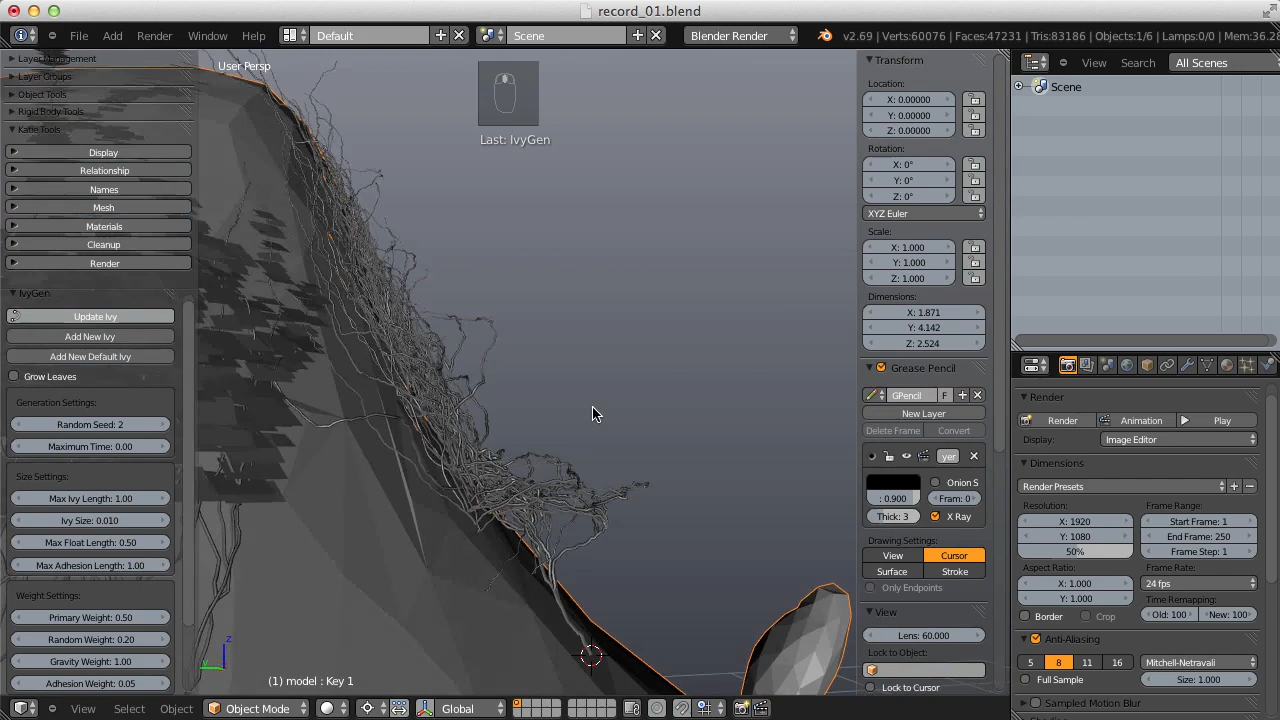 record_01.blend
File Add Render Window Help Default Scene Blender Render v2.69 | Verts:60076 | Faces:47231 | Tris:83186 | Objects:1/6 | Lamps:0/0 | Mem:36.28
Layer Management
Layer Groups
Object Tools
Rigid Body Tools
Katie Tools
Display
Relationship
Names
Mesh
Materials
Cleanup
Render
IvyGen
Update Ivy
Add New Ivy
Add New Default Ivy
Grow Leaves
Generation Settings:
Random Seed: 2
Maximum Time: 0.00
Size Settings:
Max Ivy Length: 1.00
Ivy Size: 0.010
Max Float Length: 0.50
Max Adhesion Length: 1.00
Weight Settings:
Primary Weight: 0.50
Random Weight: 0.20
Gravity Weight: 1.00
Adhesion Weight: 0.05
User Persp
Last: IvyGen
z
y
(1) model : Key 1
View Select Object Object Mode Global
Transform
Location:
X: 0.00000
Y: 0.00000
Z: 0.00000
Rotation:
X: 0°
Y: 0°
Z: 0°
XYZ Euler
Scale:
X: 1.000
Y: 1.000
Z: 1.000
Dimensions:
X: 1.871
Y: 4.142
Z: 2.524
Grease Pencil
GPencil F
New Layer
Delete Frame Convert
yer
Onion S
: 0.900 Fram: 0
Thick: 3 X Ray
Drawing Settings:
View Cursor
Surface Stroke
Only Endpoints
View
Lens: 60.000
Lock to Object:
Lock to Cursor
View Search All Scenes
Scene
Render
Render Animation Play
Display: Image Editor
Dimensions
Render Presets
Resolution: Frame Range:
X: 1920 Start Frame: 1
Y: 1080 End Frame: 250
50% Frame Step: 1
Aspect Ratio: Frame Rate:
X: 1.000 24 fps
Y: 1.000 Time Remapping:
Border Crop Old: 100 New: 100
Anti-Aliasing
5 8 11 16 Mitchell-Netravali
Full Sample Size: 1.000
Sampled Motion Blur